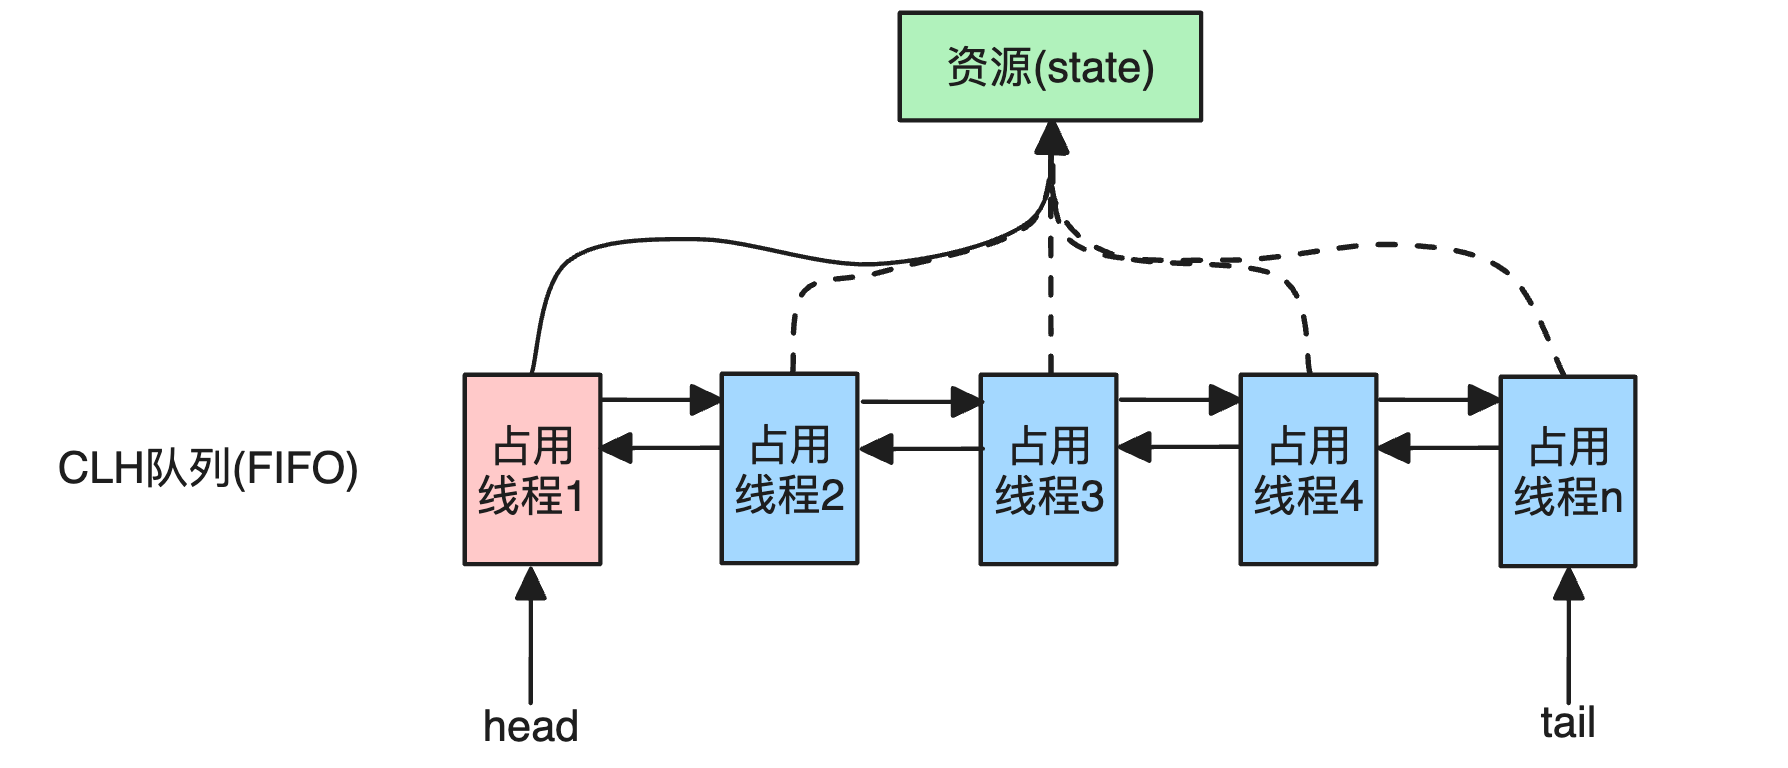 资源(state)
CLH队列(FIFO)
占用
线程1
占用
线程2
占用
线程3
占用
线程4
占用
线程n
head
tail